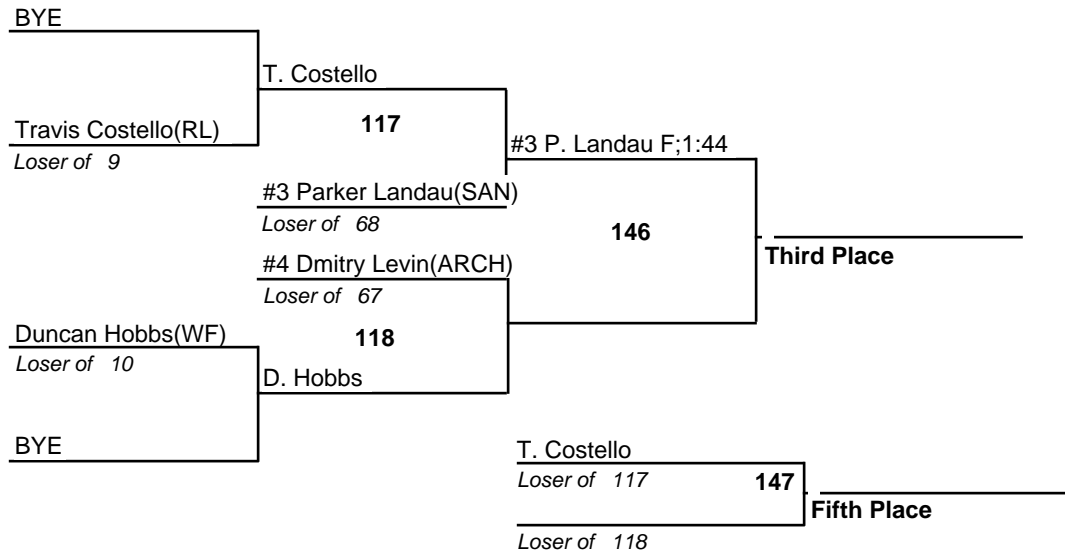 BYE
T. Costello
117
Travis Costello(RL)
Loser of 9
#3 P. Landau F;1:44
#3 Parker Landau(SAN)
Loser of 68
146
Third Place
#4 Dmitry Levin(ARCH)
Loser of 67
Duncan Hobbs(WF)
118
Loser of 10
D. Hobbs
BYE
T. Costello
Loser of 117
147
Fifth Place
Loser of 118